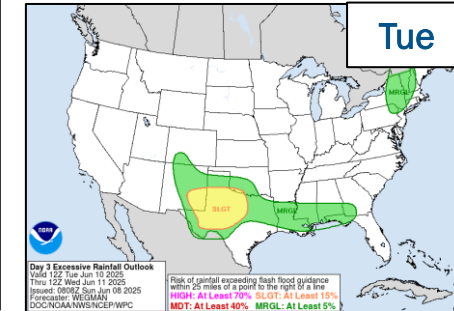 Tue
MRGL
SLGT
MRGL
NOAA
Day 3 Excessive Rainfall Outlook
Valid 12Z Tue Jun 10 2025
Thru 12Z Wed Jun 11 2025
Issued: 0808Z Sun Jun 08 2025
Forecaster: WEGMAN
DOC/NOAA/NWS/NCEP/WPC
Risk of rainfall exceeding flash flood guidance
within 25 miles of a point to the right of a line
HIGH: At Least 70% SLGT: At Least 15%
MDT: At Least 40% MRGL: At Least 5%